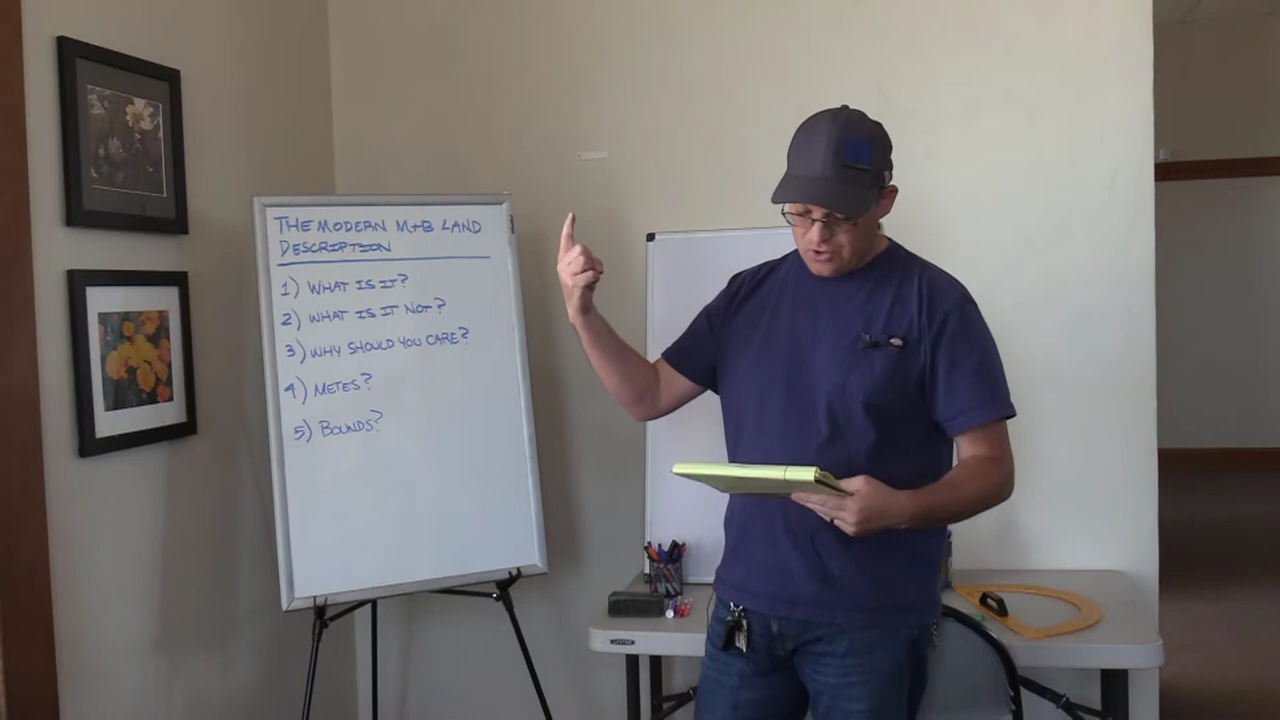 THE MODERN M+B LAND
DESCRIPTION
1) WHAT IS IT?
2) WHAT IS IT NOT?
3) WHY SHOULD YOU CARE?
4) METES?
5) BOUNDS?
LIFETIME